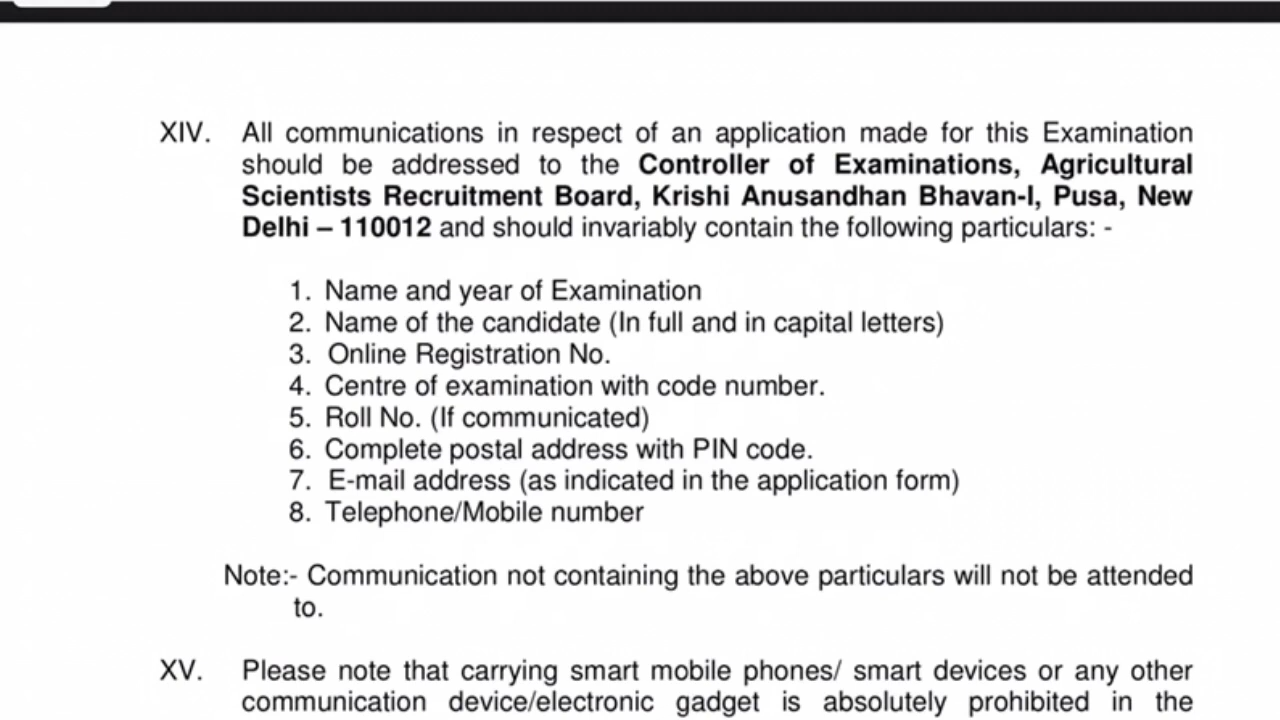 XIV. All communications in respect of an application made for this Examination
should be addressed to the Controller of Examinations, Agricultural
Scientists Recruitment Board, Krishi Anusandhan Bhavan-I, Pusa, New
Delhi – 110012 and should invariably contain the following particulars: -
1. Name and year of Examination
2. Name of the candidate (In full and in capital letters)
3. Online Registration No.
4. Centre of examination with code number.
5. Roll No. (If communicated)
6. Complete postal address with PIN code.
7. E-mail address (as indicated in the application form)
8. Telephone/Mobile number
Note:- Communication not containing the above particulars will not be attended
to.
XV. Please note that carrying smart mobile phones/ smart devices or any other
communication device/electronic gadget is absolutely prohibited in the